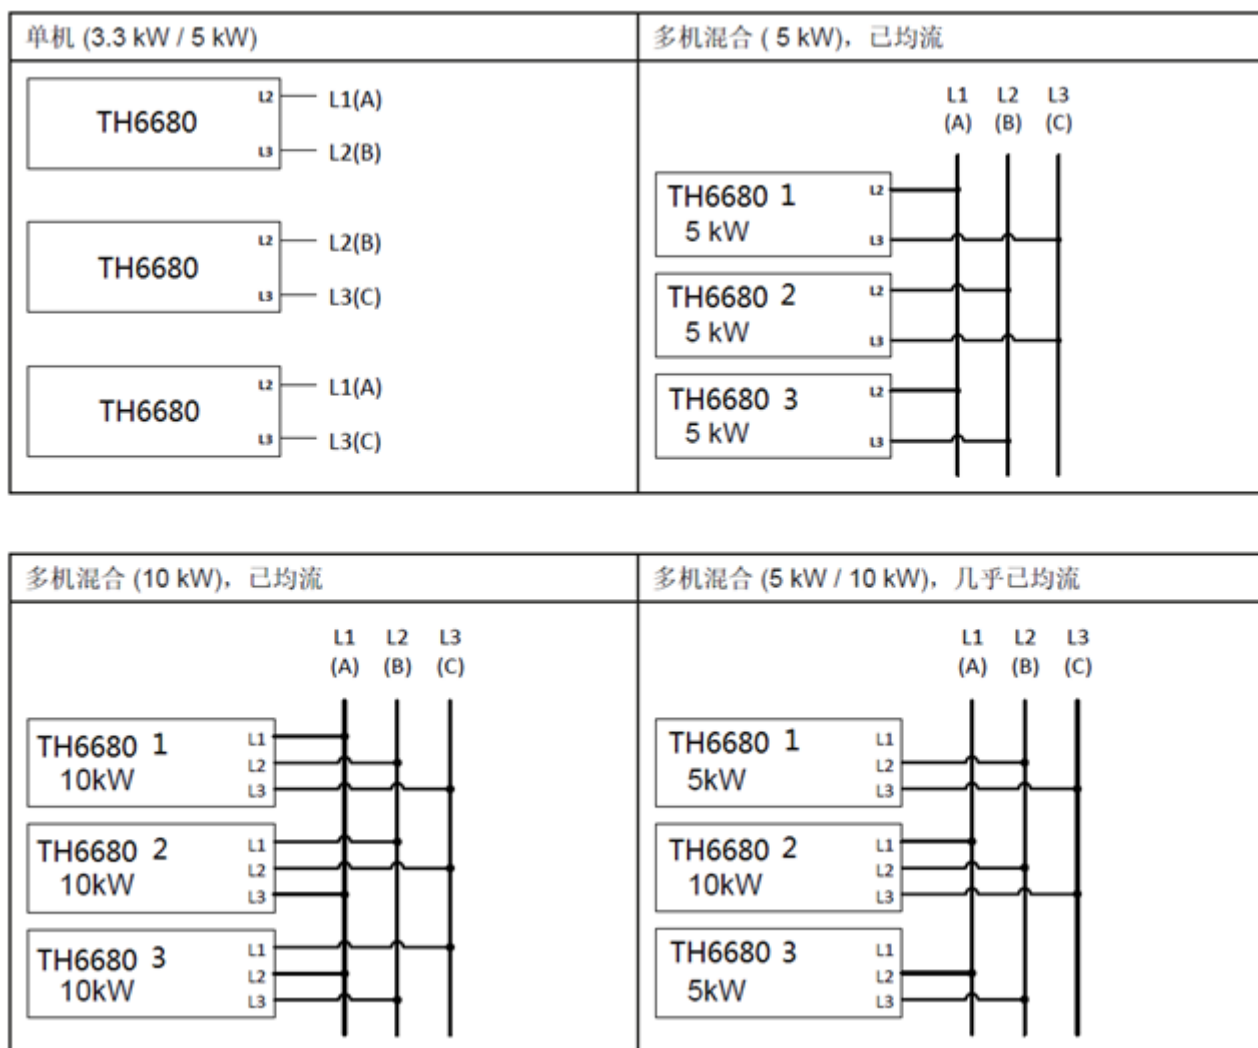 单机 (3.3 kW / 5 kW)
TH6680
L2
L1(A)
L3
L2(B)
TH6680
L2
L2(B)
L3
L3(C)
TH6680
L2
L1(A)
L3
L3(C)
多机混合 ( 5 kW)，已均流
L1 L2 L3
(A) (B) (C)
TH6680 1
5 kW
L2
L3
TH6680 2
5 kW
L2
L3
TH6680 3
5 kW
L2
L3
多机混合 (10 kW)，已均流
L1 L2 L3
(A) (B) (C)
TH6680 1
10kW
L1
L2
L3
TH6680 2
10kW
L1
L2
L3
TH6680 3
10kW
L1
L2
L3
多机混合 (5 kW / 10 kW)，几乎已均流
L1 L2 L3
(A) (B) (C)
TH6680 1
5kW
L1
L2
L3
TH6680 2
10kW
L1
L2
L3
TH6680 3
5kW
L1
L2
L3